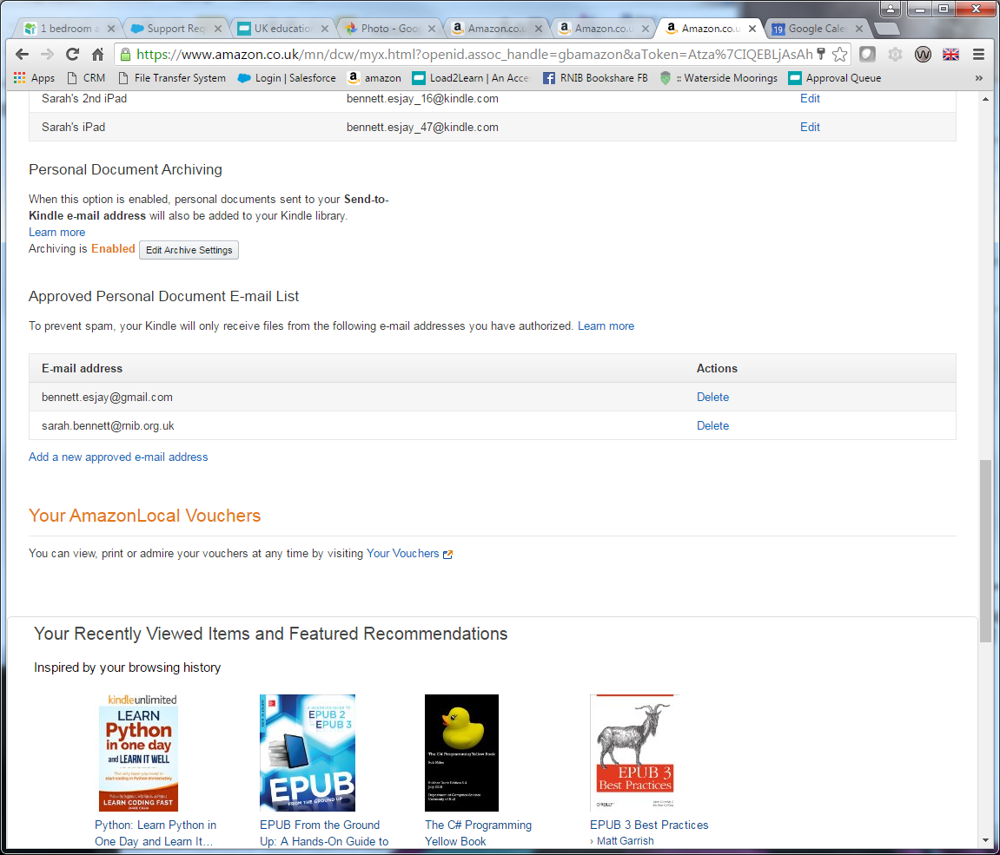 1 bedroom a
Support Req
UK educatio
Photo - Goo
Amazon.co.u
Amazon.co.u
Amazon.co.u
19 Google Cale
https://www.amazon.co.uk/mn/dcw/myx.html?openid.assoc_handle=gbamazon&aToken=Atza%7CIQEBLjAsAh
Apps CRM File Transfer System Login | Salesforce amazon Load2Learn | An Acce RNIB Bookshare FB :: Waterside Moorings Approval Queue »
Sarah's 2nd iPad bennett.esjay_16@kindle.com Edit
Sarah's iPad bennett.esjay_47@kindle.com Edit
Personal Document Archiving
When this option is enabled, personal documents sent to your Send-to-
Kindle e-mail address will also be added to your Kindle library.
Learn more
Archiving is Enabled Edit Archive Settings
Approved Personal Document E-mail List
To prevent spam, your Kindle will only receive files from the following e-mail addresses you have authorized. Learn more
E-mail address Actions
bennett.esjay@gmail.com Delete
sarah.bennett@rnib.org.uk Delete
Add a new approved e-mail address
Your AmazonLocal Vouchers
You can view, print or admire your vouchers at any time by visiting Your Vouchers
Your Recently Viewed Items and Featured Recommendations
Inspired by your browsing history
kindleunlimited
LEARN
Python
in one day
and LEARN IT WELL
LEARN CODING FAST
A HANDS-ON GUIDE TO
EPUB 2
EPUB 3
EPUB
FROM THE GROUND UP
The C# Programming Yellow Book
Rob Miles
Department of Computer Science
University of Hull
EPUB 3
Best Practices
O'REILLY
Python: Learn Python in
One Day and Learn It…
EPUB From the Ground
Up: A Hands-On Guide to
The C# Programming
Yellow Book
EPUB 3 Best Practices
› Matt Garrish